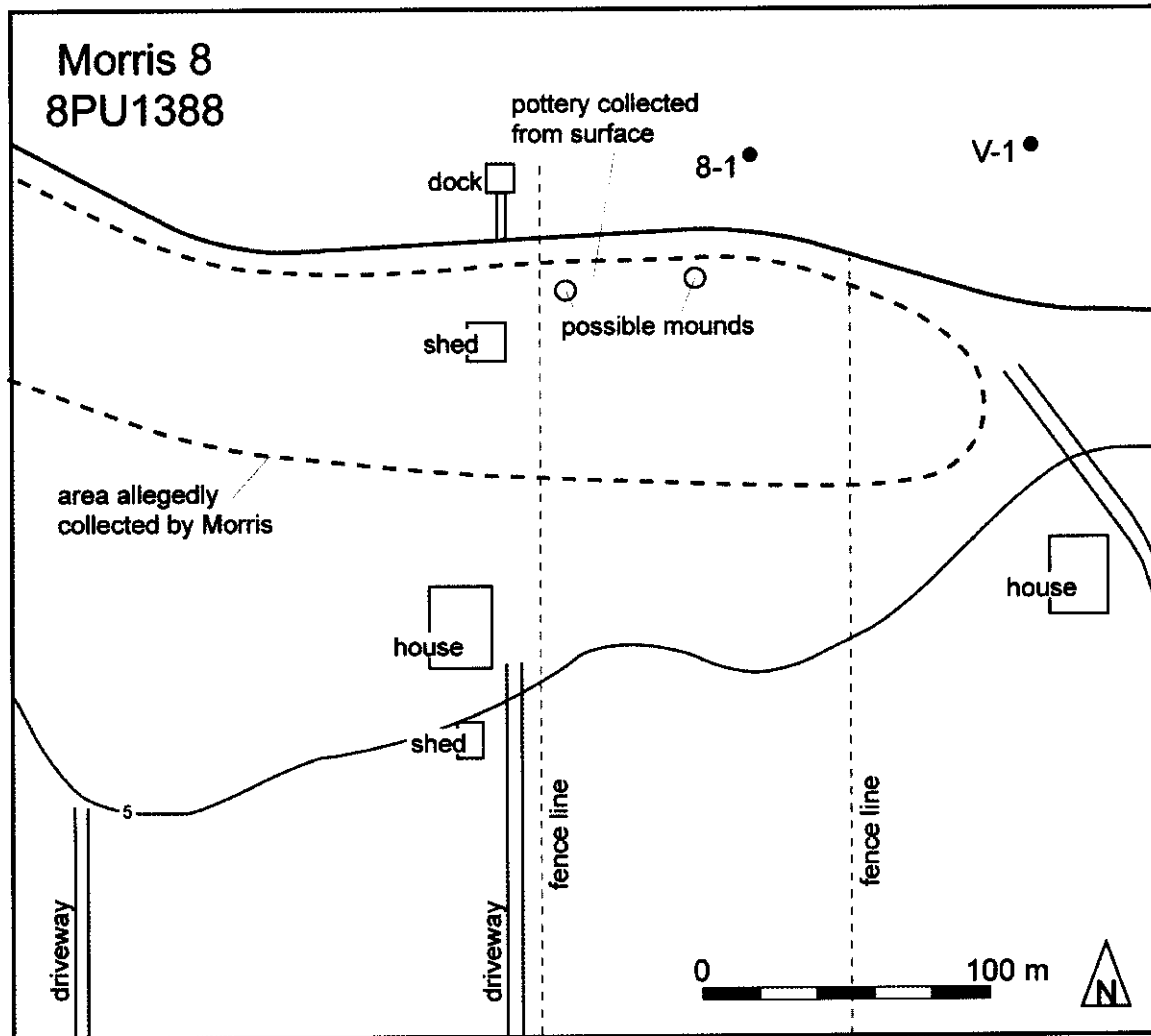 Morris 8
8PU1388
pottery collected
from surface
8-1
V-1
dock
possible mounds
shed
area allegedly
collected by Morris
house
house
shed
5
fence line
fence line
driveway
driveway
0
100 m
N